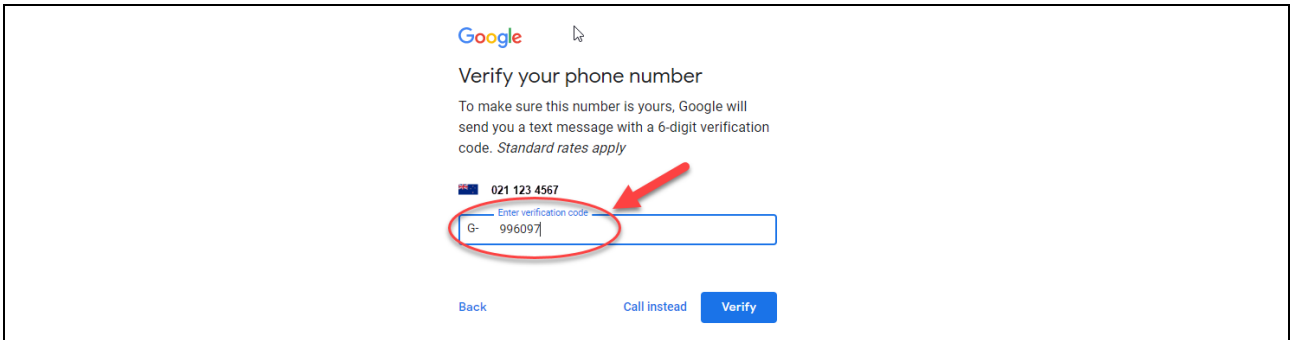 Google
Verify your phone number
To make sure this number is yours, Google will
send you a text message with a 6-digit verification
code. Standard rates apply
021 123 4567
Enter verification code
G- 996097
Back Call instead Verify